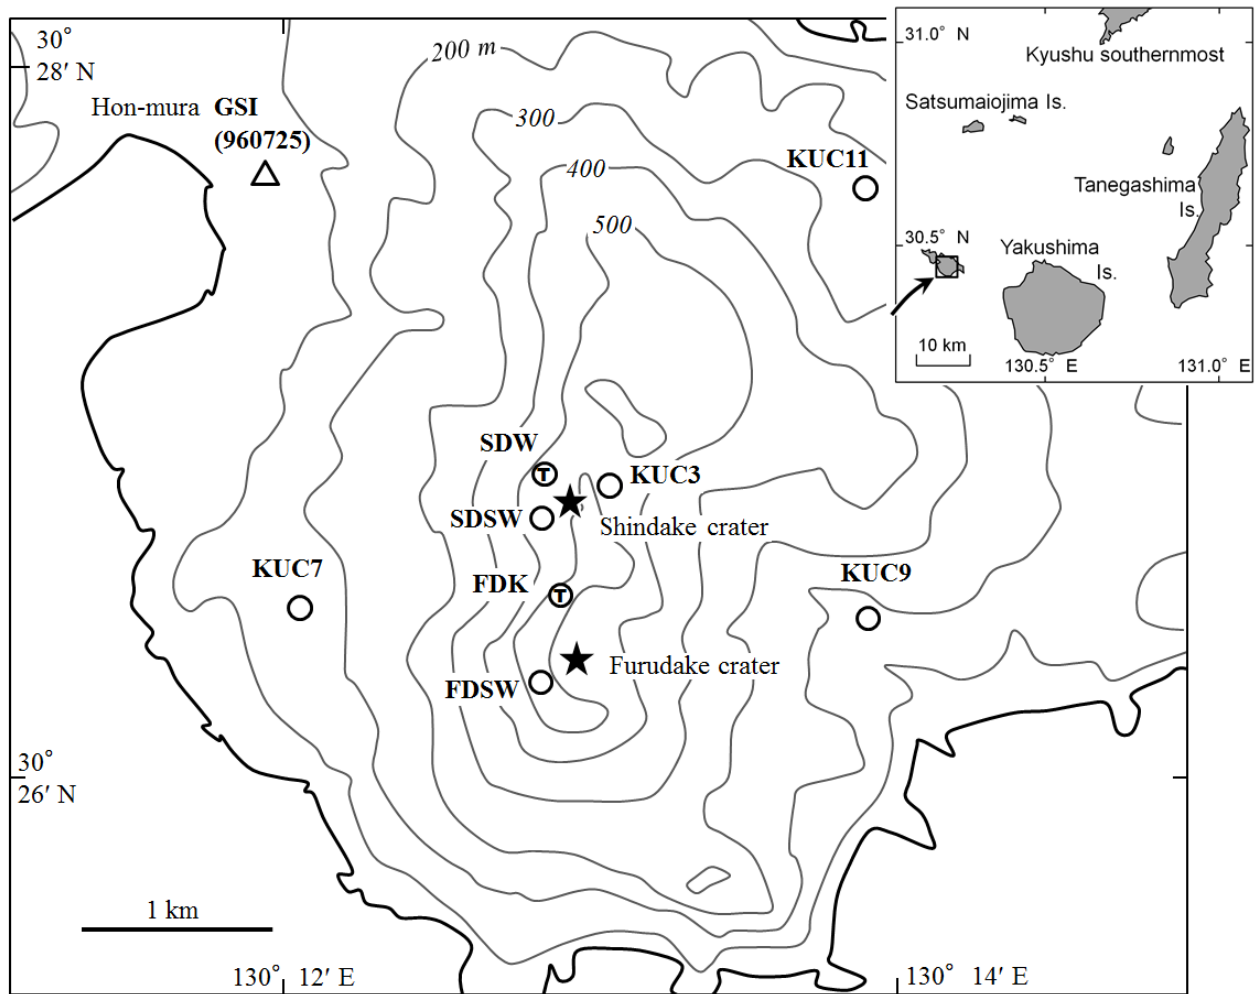 30°
28′ N
200 m
Hon-mura GSI
(960725)
300
400
500
KUC11
31.0° N
Kyushu southernmost
Satsumaiojima Is.
Tanegashima
Is.
30.5° N
Yakushima
Is.
10 km
130.5° E
131.0° E
SDW
T
KUC3
SDSW
Shindake crater
KUC7
FDK
T
KUC9
Furudake crater
FDSW
30°
26′ N
1 km
130° 12′ E
130° 14′ E